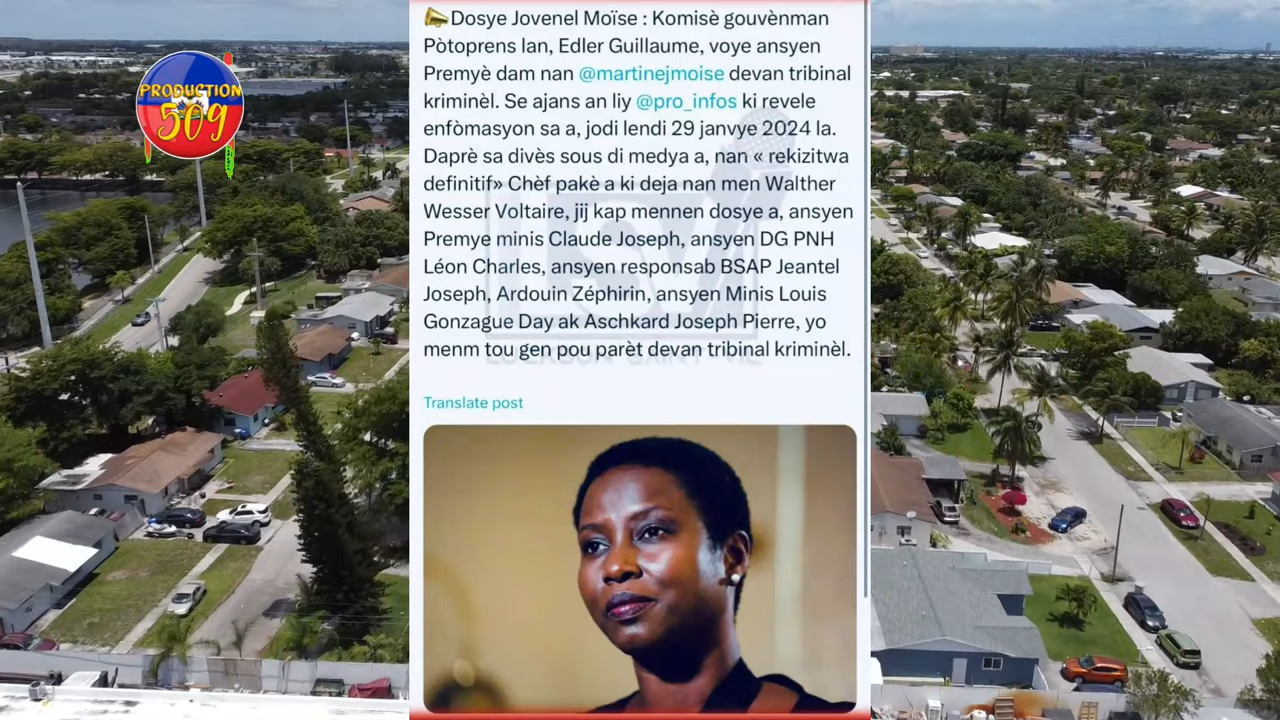 PRODUCTION
509
📣Dosye Jovenel Moïse : Komisè gouvènman
Pòtoprens lan, Edler Guillaume, voye ansyen
Premyè dam nan @martinejmoise devan tribinal
kriminèl. Se ajans an liy @pro_infos ki revele
enfòmasyon sa a, jodi lendi 29 janvye 2024 la.
Daprè sa divès sous di medya a, nan « rekizitwa
definitif» Chèf pakè a ki deja nan men Walther
Wesser Voltaire, jij kap mennen dosye a, ansyen
Premye minis Claude Joseph, ansyen DG PNH
Léon Charles, ansyen responsab BSAP Jeantel
Joseph, Ardouin Zéphirin, ansyen Minis Louis
Gonzague Day ak Aschkard Joseph Pierre, yo
menm tou gen pou parèt devan tribinal kriminèl.
Translate post